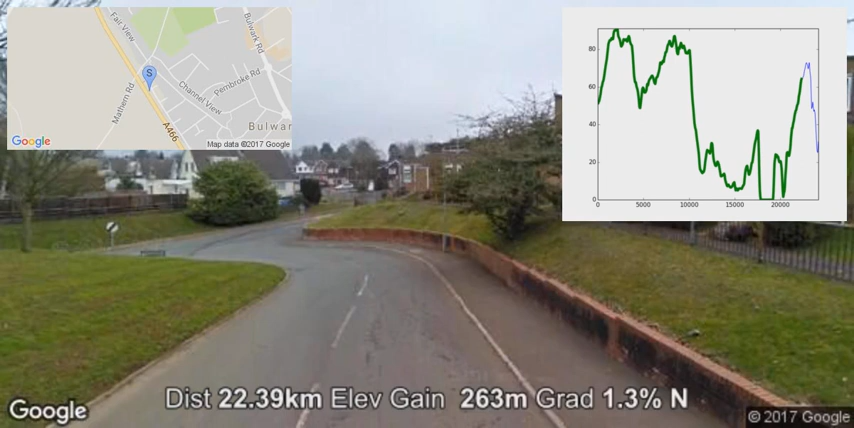 Fair View
Bulwark Rd
S
Pembroke Rd
Channel View
Mathern Rd
A466
Bulwar
Google
Map data ©2017 Google
80
60
40
20
0
0 5000 10000 15000 20000
Dist 22.39km Elev Gain 263m Grad 1.3% N
Google
© 2017 Google